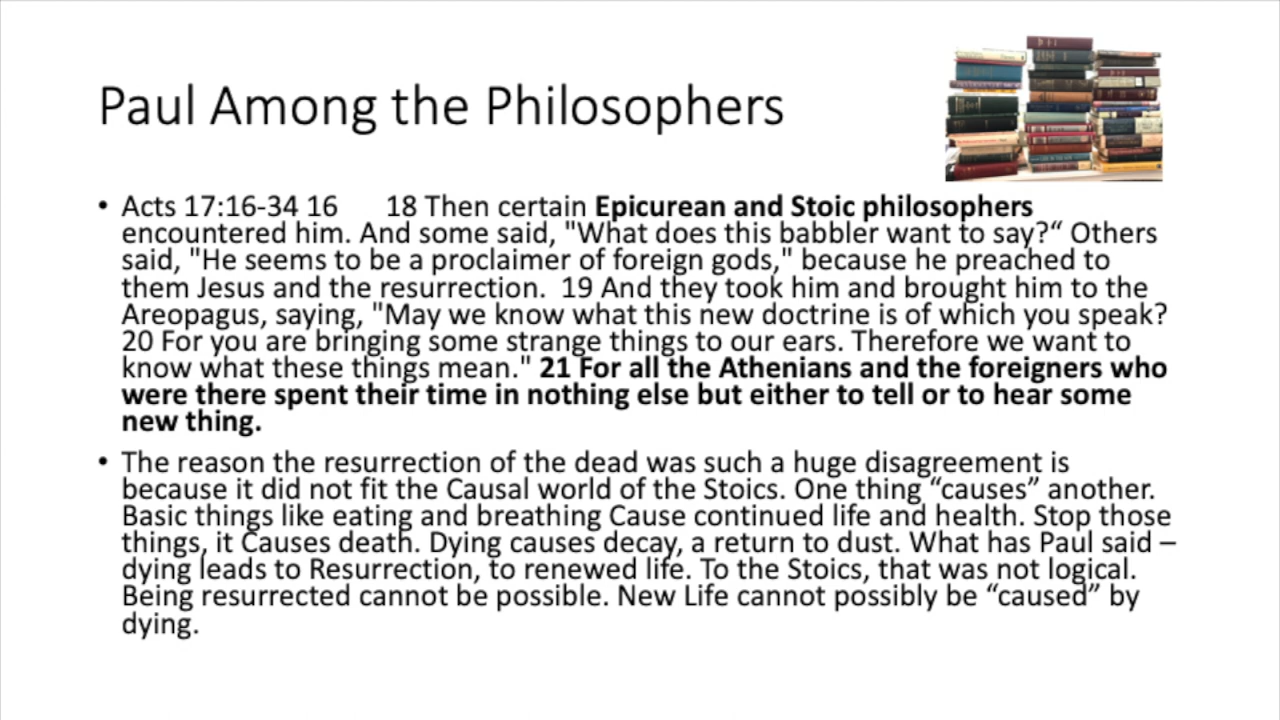 Paul Among the Philosophers
• Acts 17:16-34 16 18 Then certain Epicurean and Stoic philosophers
encountered him. And some said, "What does this babbler want to say?“ Others
said, "He seems to be a proclaimer of foreign gods," because he preached to
them Jesus and the resurrection. 19 And they took him and brought him to the
Areopagus, saying, "May we know what this new doctrine is of which you speak?
20 For you are bringing some strange things to our ears. Therefore we want to
know what these things mean." 21 For all the Athenians and the foreigners who
were there spent their time in nothing else but either to tell or to hear some
new thing.
• The reason the resurrection of the dead was such a huge disagreement is
because it did not fit the Causal world of the Stoics. One thing “causes” another.
Basic things like eating and breathing Cause continued life and health. Stop those
things, it Causes death. Dying causes decay, a return to dust. What has Paul said –
dying leads to Resurrection, to renewed life. To the Stoics, that was not logical.
Being resurrected cannot be possible. New Life cannot possibly be “caused” by
dying.